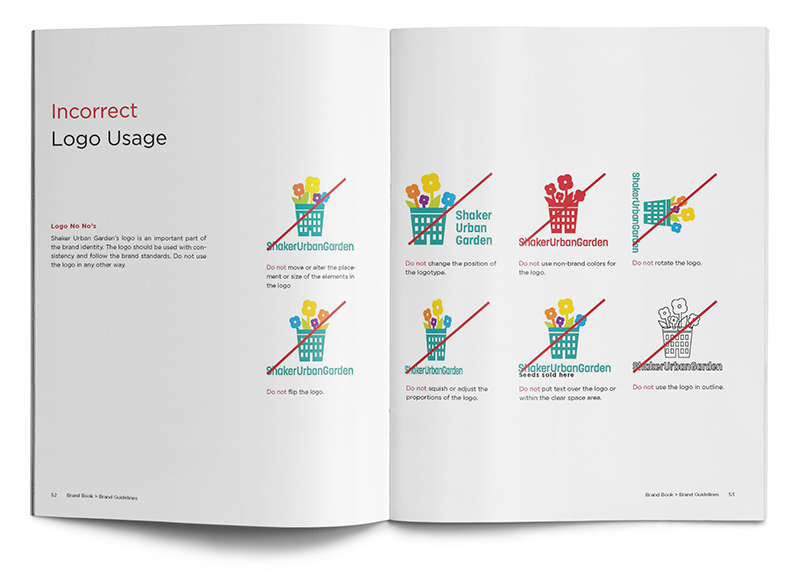 Incorrect
Logo Usage
Logo No No's
Shaker Urban Garden's logo is an important part of
the brand identity. The logo should be used with con-
sistency and follow the brand standards. Do not use
the logo in any other way.
ShakerUrbanGarden
Do not move or alter the place-
ment or size of the elements in
the logo
ShakerUrbanGarden
Do not flip the logo.
52 Brand Book > Brand Guidelines
Shaker
Urban
Garden
Do not change the position of
the logotype.
ShakerUrbanGarden
Do not use non-brand colors for
the logo.
ShakerUrbanGarden
Do not rotate the logo.
ShakerUrbanGarden
Do not squish or adjust the
proportions of the logo.
ShakerUrbanGarden
Seeds sold here
Do not put text over the logo or
within the clear space area.
ShakerUrbanGarden
Do not use the logo in outline.
Brand Book > Brand Guidelines 53